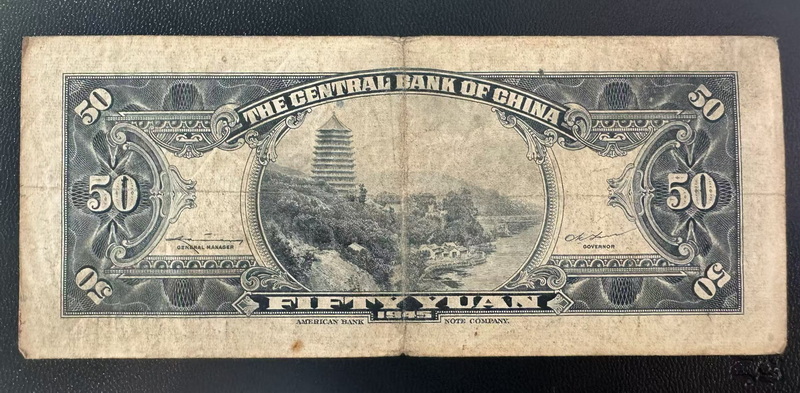 THE CENTRAL BANK OF CHINA
50
50
50
50
GENERAL MANAGER
GOVERNOR
50
50
FIFTY YUAN
1935
AMERICAN BANK NOTE COMPANY.